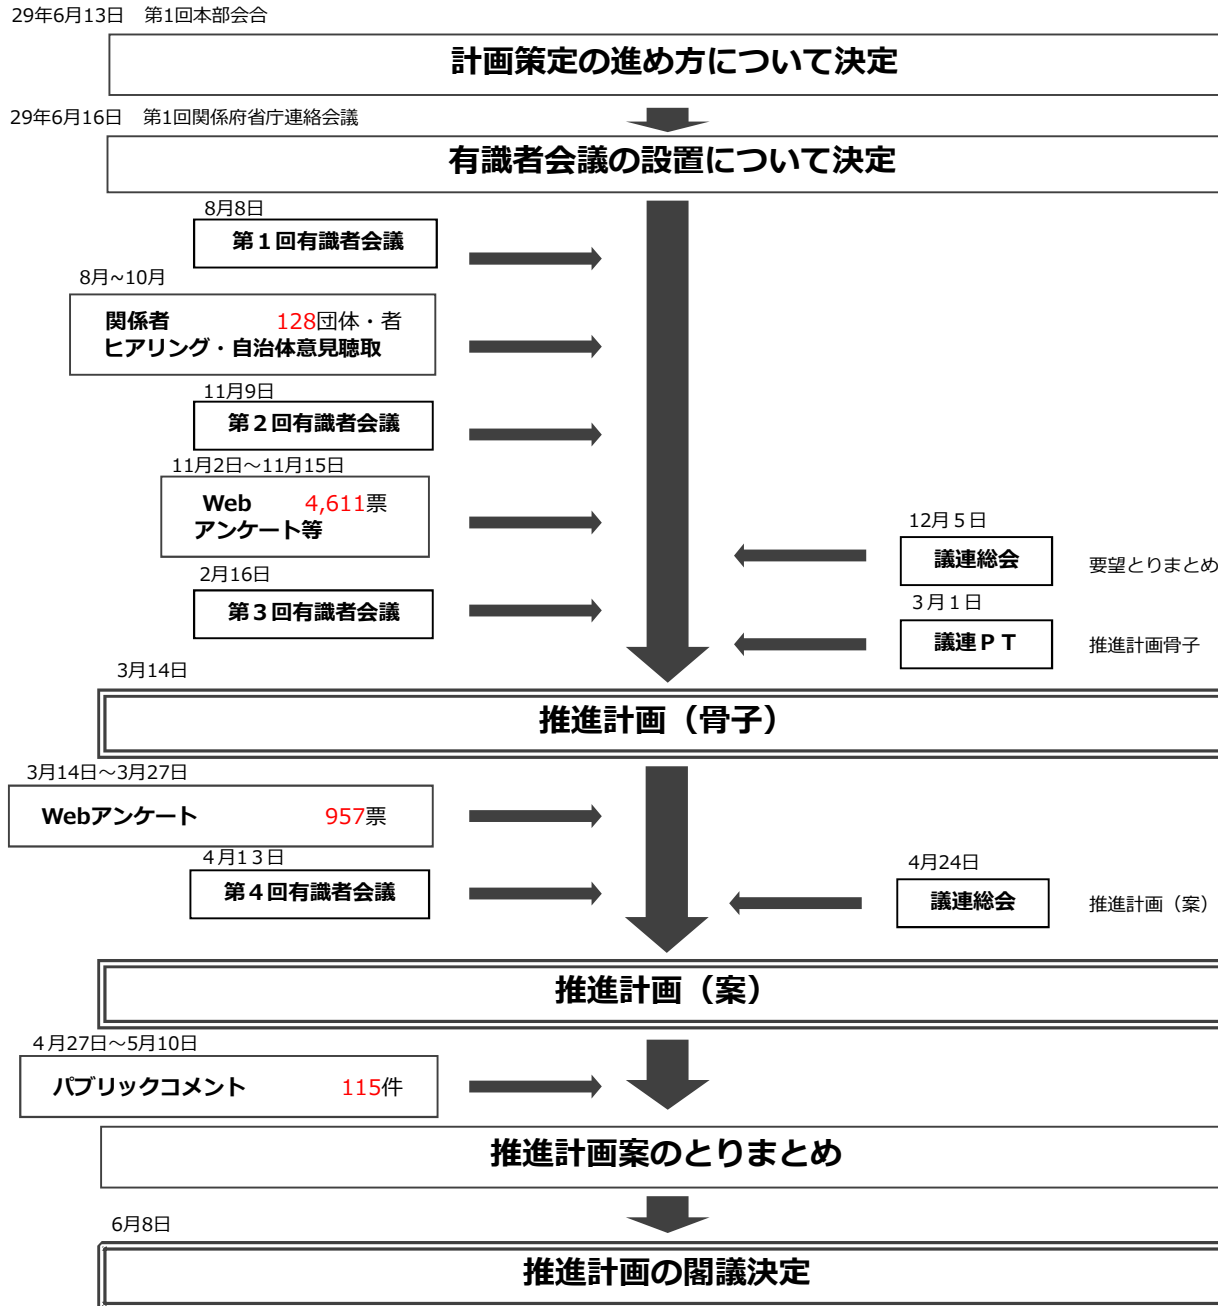 29年6月13日　第1回本部会合
計画策定の進め方について決定
29年6月16日　第1回関係府省庁連絡会議
有識者会議の設置について決定
8月8日
第１回有識者会議
8月~10月
関係者　128団体・者
ヒアリング・自治体意見聴取
11月9日
第２回有識者会議
11月2日～11月15日
Web　4,611票
アンケート等
12月５日
議連総会　要望とりまとめ
2月16日
第３回有識者会議
３月１日
議連ＰＴ　推進計画骨子
3月14日
推進計画（骨子）
3月14日～3月27日
Webアンケート　957票
４月1３日
第４回有識者会議
4月24日
議連総会　推進計画（案）
推進計画（案）
４月27日～5月10日
パブリックコメント　115件
推進計画案のとりまとめ
6月8日
推進計画の閣議決定